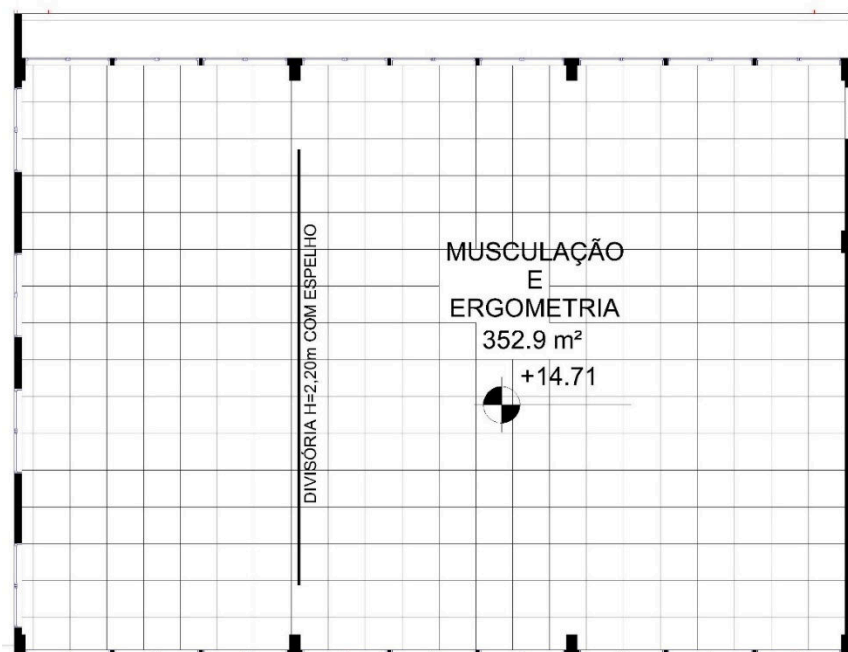 DIVISÓRIA H=2,20m COM ESPELHO
MUSCULAÇÃO
E
ERGOMETRIA
352.9 m²
+14.71